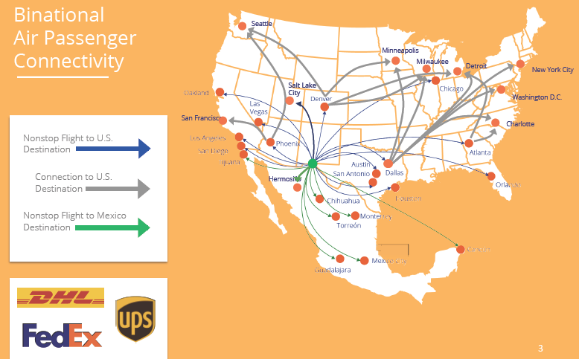 Binational
Air Passenger
Connectivity
Nonstop Flight to U.S.
Destination
Connection to U.S.
Destination
Nonstop Flight to Mexico
Destination
DHL
FedEx
ups
Seattle
Minneapolis
Milwaukee
Detroit
New York City
Salt Lake
City
Denver
Chicago
Oakland
Las
Vegas
Washington D.C.
San Francisco
Charlotte
Los Angeles
Phoenix
San Diego
Atlanta
Austin
Dallas
San Antonio
Hermosillo
Orlando
Houston
Chihuahua
Monterrey
Torreón
Guadalajara
3